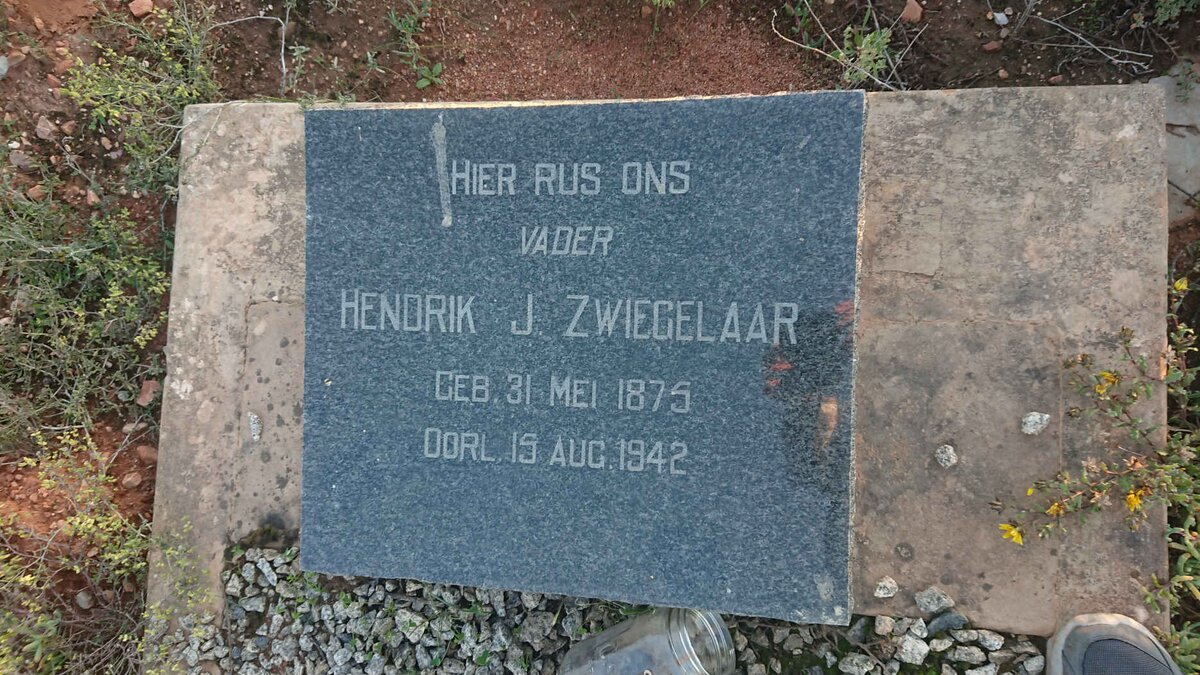 HIER RUS ONS
VADER
HENDRIK J. ZWIEGELAAR
GEB. 31 MEI 1875
OORL. 15 AUG. 1942